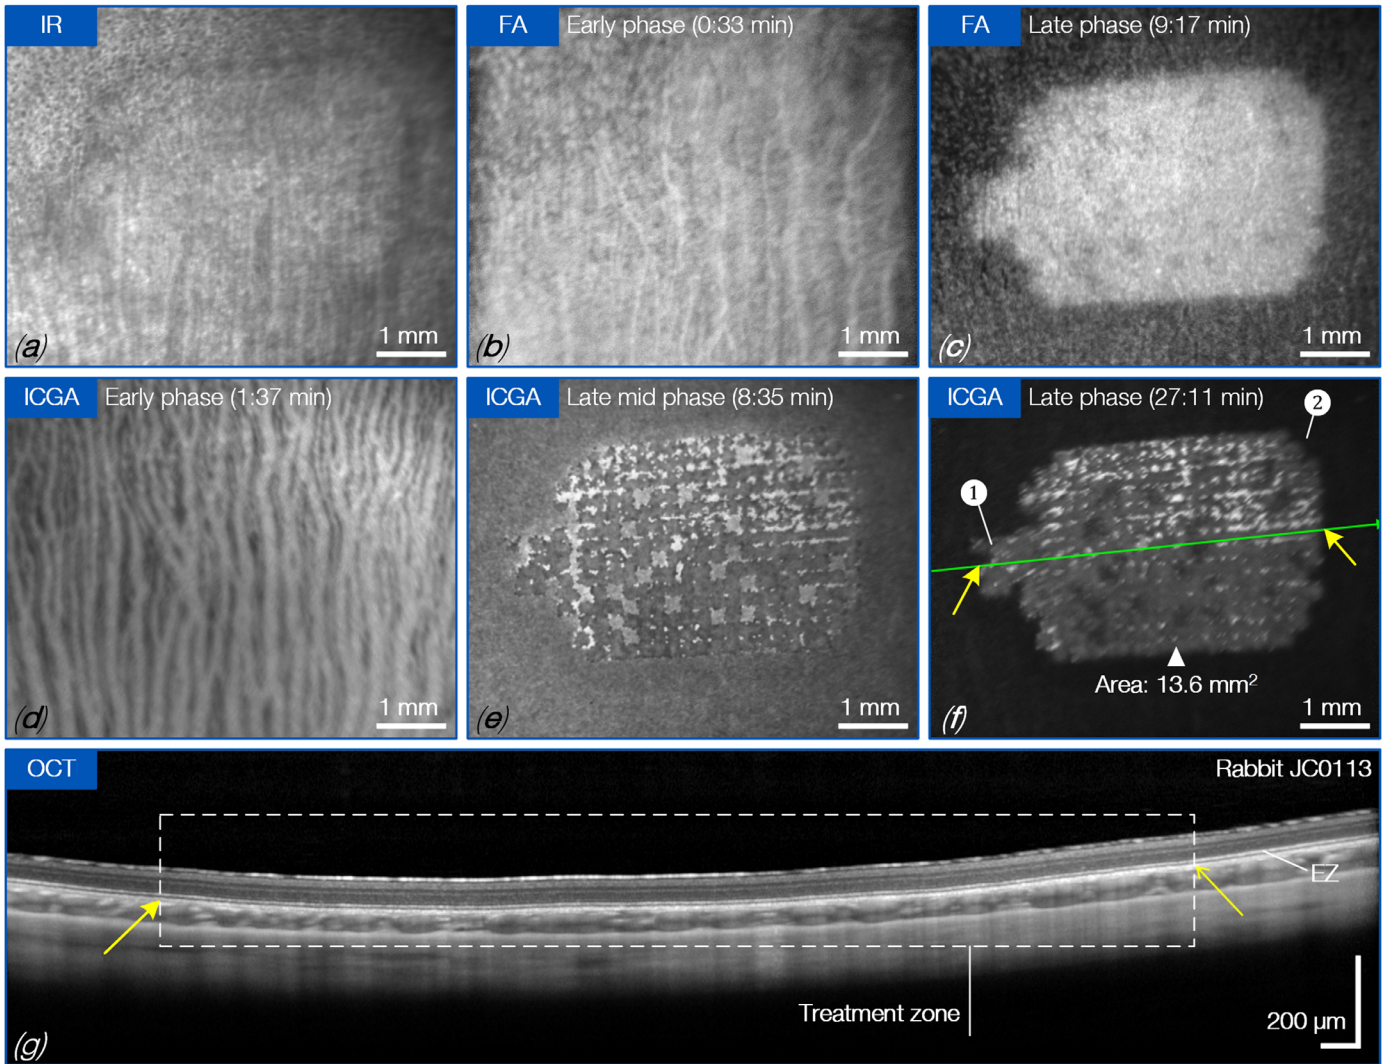 IR
(a)
1 mm
FA Early phase (0:33 min)
(b)
1 mm
FA Late phase (9:17 min)
(c)
1 mm
ICGA Early phase (1:37 min)
(d)
1 mm
ICGA Late mid phase (8:35 min)
(e)
1 mm
ICGA Late phase (27:11 min)
2
1
Area: 13.6 mm²
(f)
1 mm
OCT
Rabbit JC0113
EZ
Treatment zone
200 µm
(g)